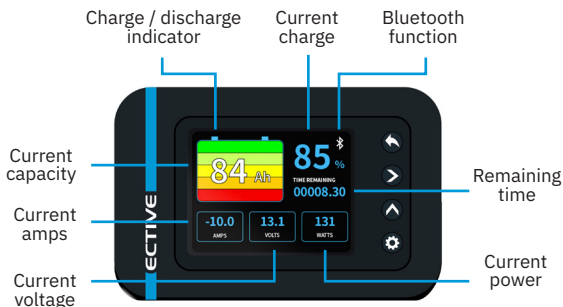 Charge / discharge
indicator
Current
charge
Bluetooth
function
Current
capacity
Current
amps
Current
voltage
84 Ah
85 %
TIME REMAINING
00008.30
-10.0
AMPS
13.1
VOLTS
131
WATTS
ECTIVE
Remaining
time
Current
power